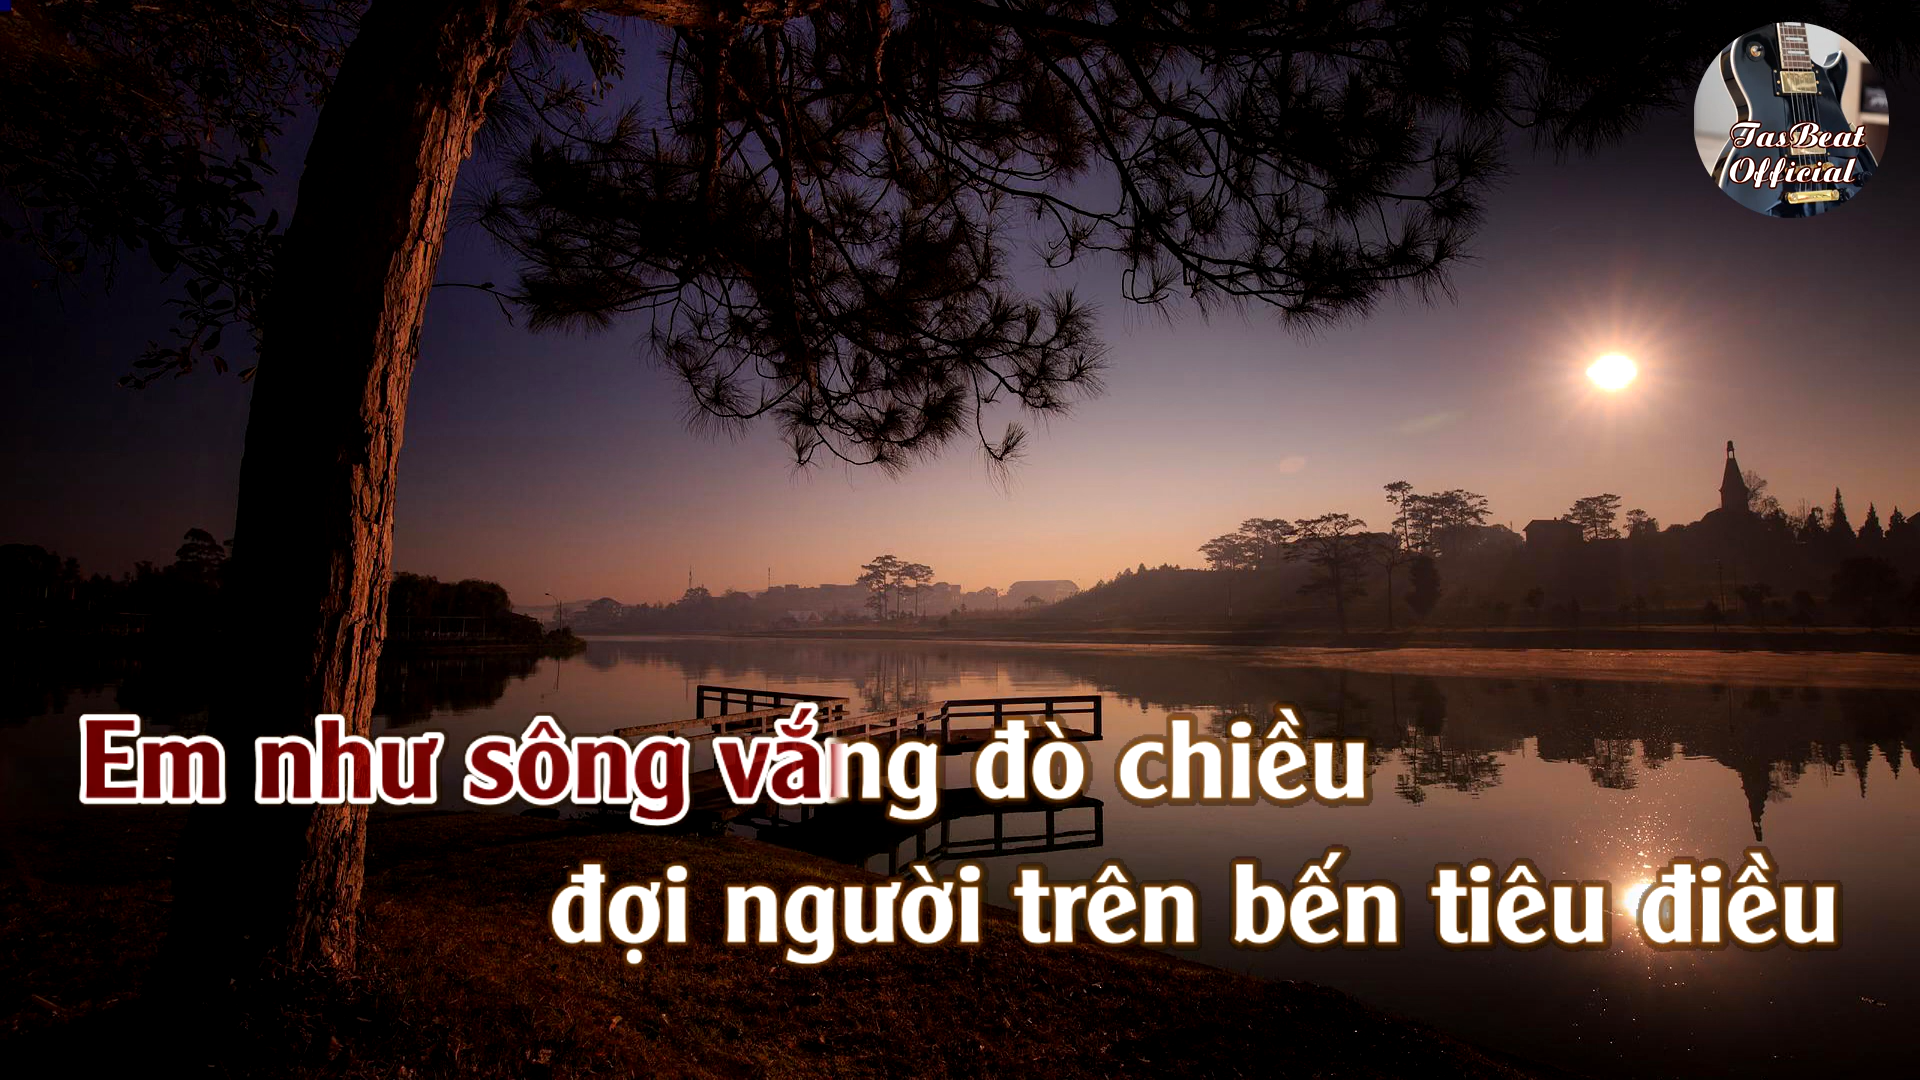 TasBeat
Official
Em như sông vắng đò chiều
đợi người trên bến tiêu điều